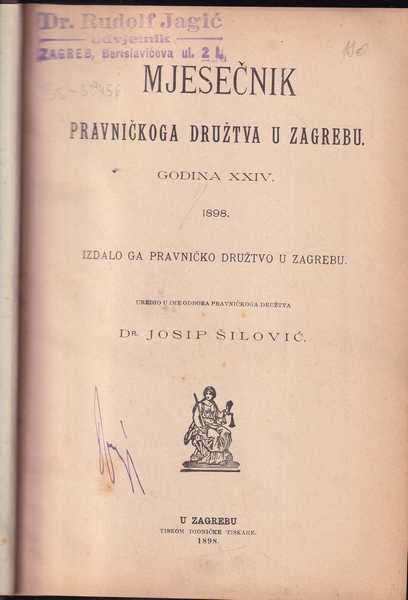 Dr. Rudolf Jagić
odvjetnik
ZAGREB, Berislavićeva ul. 2
MJESEČNIK
PRAVNIČKOGA DRUŽTVA U ZAGREBU.
GODINA XXIV.
1898.
IZDALO GA PRAVNIČKO DRUŽTVO U ZAGREBU.
UREDIO U IME ODBORA PRAVNIČKOGA DRUŽTVA
DR. JOSIP ŠILOVIĆ.
U ZAGREBU
TISKOM DIONIČKE TISKARE.
1898.